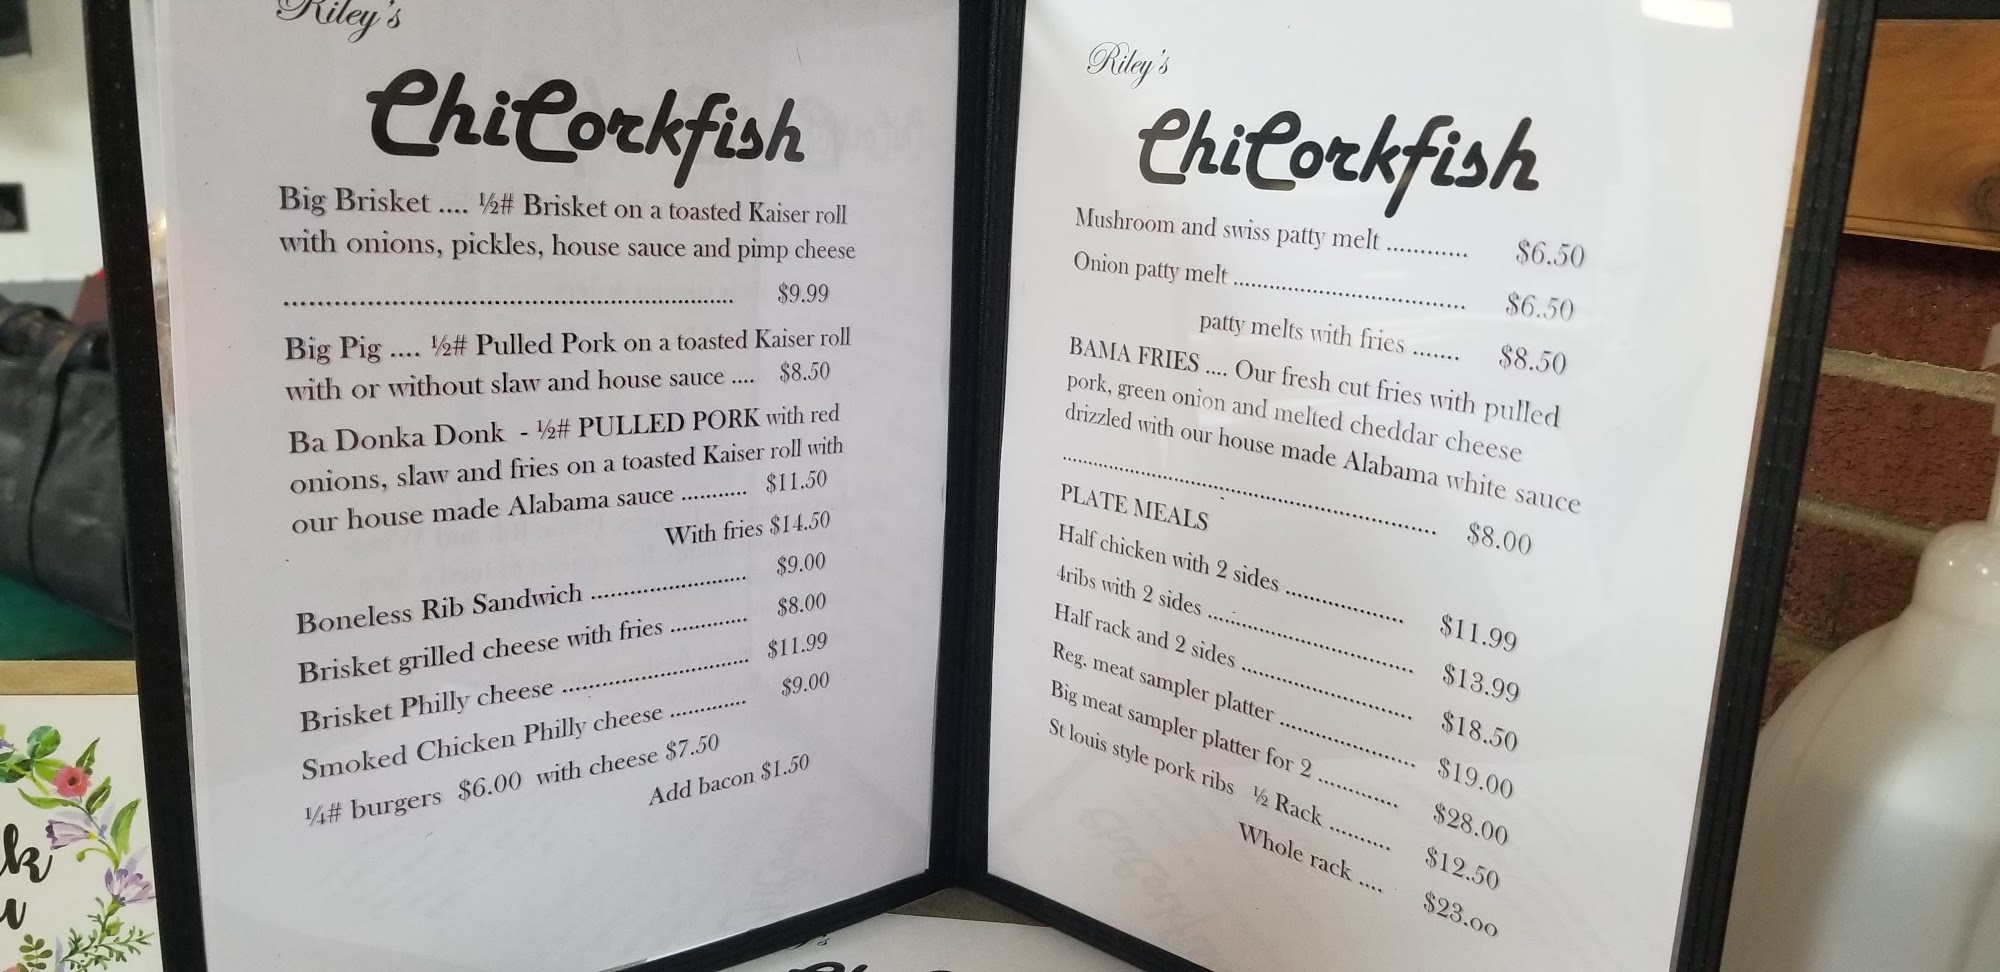 Riley's
ChiCorkfish
Big Brisket .... ½# Brisket on a toasted Kaiser roll
with onions, pickles, house sauce and pimp cheese
............................................................ $9.99
Big Pig .... ½# Pulled Pork on a toasted Kaiser roll
with or without slaw and house sauce .... $8.50
Ba Donka Donk - ½# PULLED PORK with red
onions, slaw and fries on a toasted Kaiser roll with
our house made Alabama sauce ........... $11.50
With fries $14.50
Boneless Rib Sandwich ......................... $9.00
Brisket grilled cheese with fries ............ $8.00
Brisket Philly cheese .............................. $11.99
Smoked Chicken Philly cheese ............ $9.00
¼# burgers $6.00 with cheese $7.50
Add bacon $1.50
Riley's
ChiCorkfish
Mushroom and swiss patty melt ............ $6.50
Onion patty melt .................................. $6.50
patty melts with fries ....... $8.50
BAMA FRIES .... Our fresh cut fries with pulled
pork, green onion and melted cheddar cheese
drizzled with our house made Alabama white sauce
........................................................ $8.00
PLATE MEALS
Half chicken with 2 sides .................. $11.99
4ribs with 2 sides ............................... $13.99
Half rack and 2 sides .......................... $18.50
Reg. meat sampler platter .................... $19.00
Big meat sampler platter for 2 ............ $28.00
St louis style pork ribs ½ Rack .......... $12.50
Whole rack .... $23.00